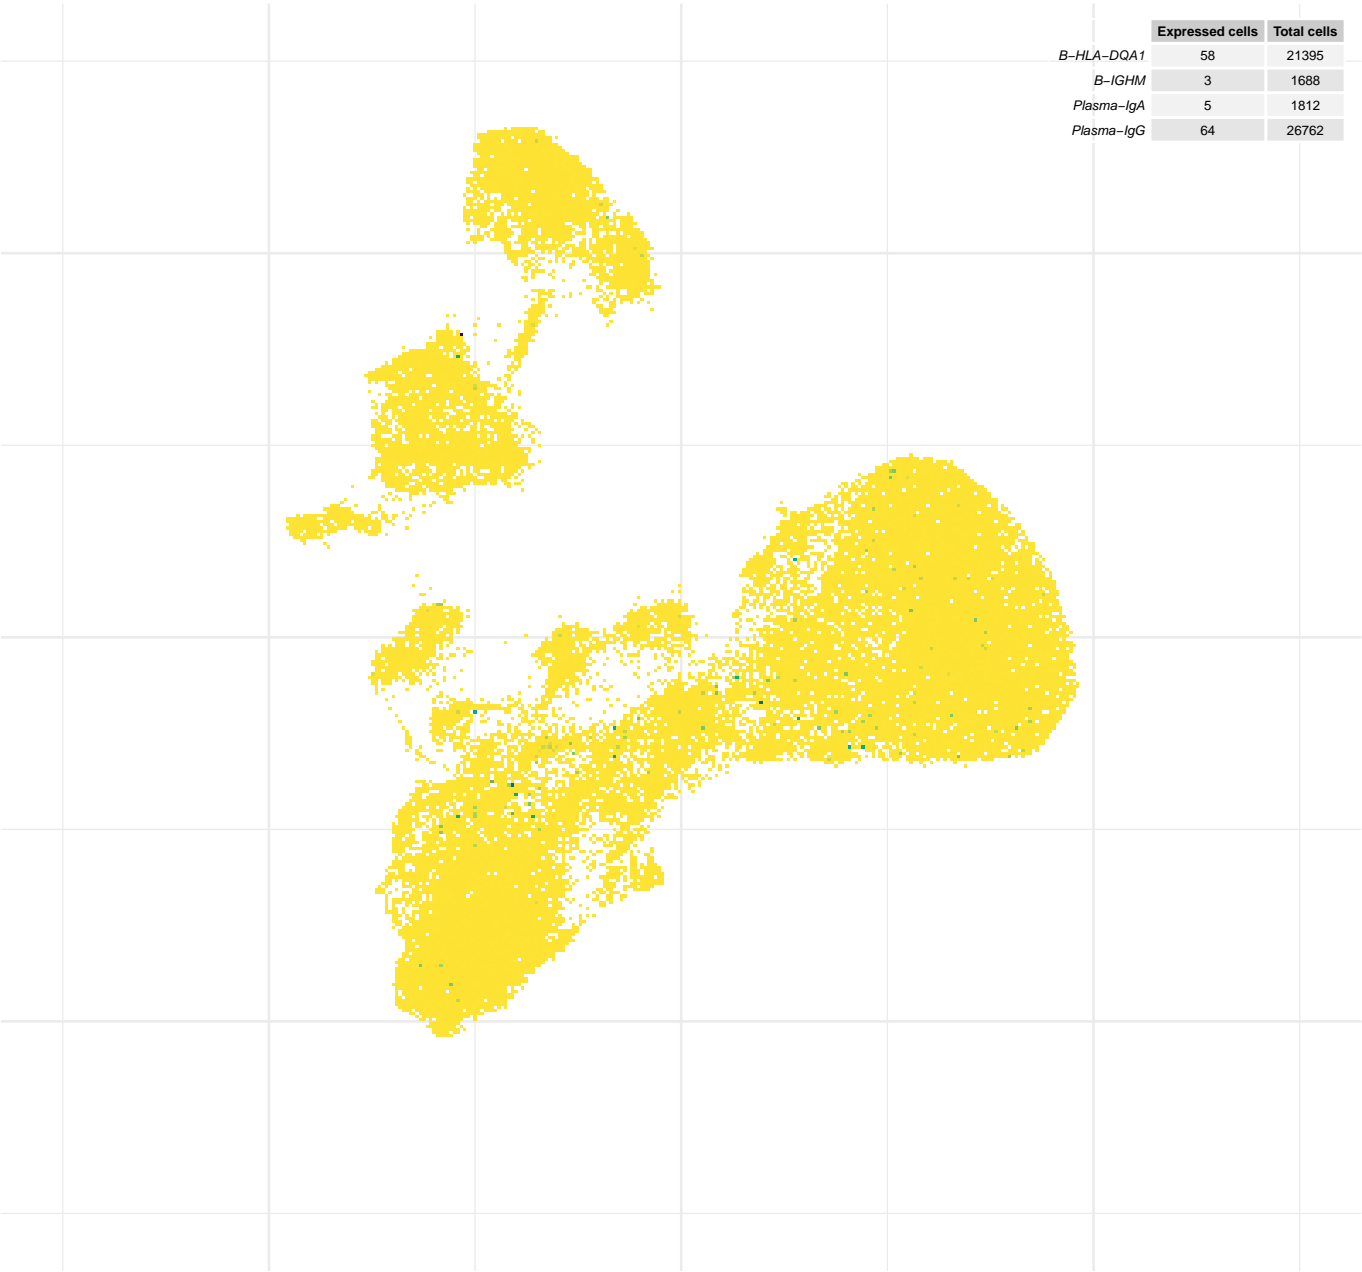 Expressed cells Total cells
B−HLA−DQA1 58 21395
B−IGHM 3 1688
Plasma−IgA 5 1812
Plasma−IgG 64 26762